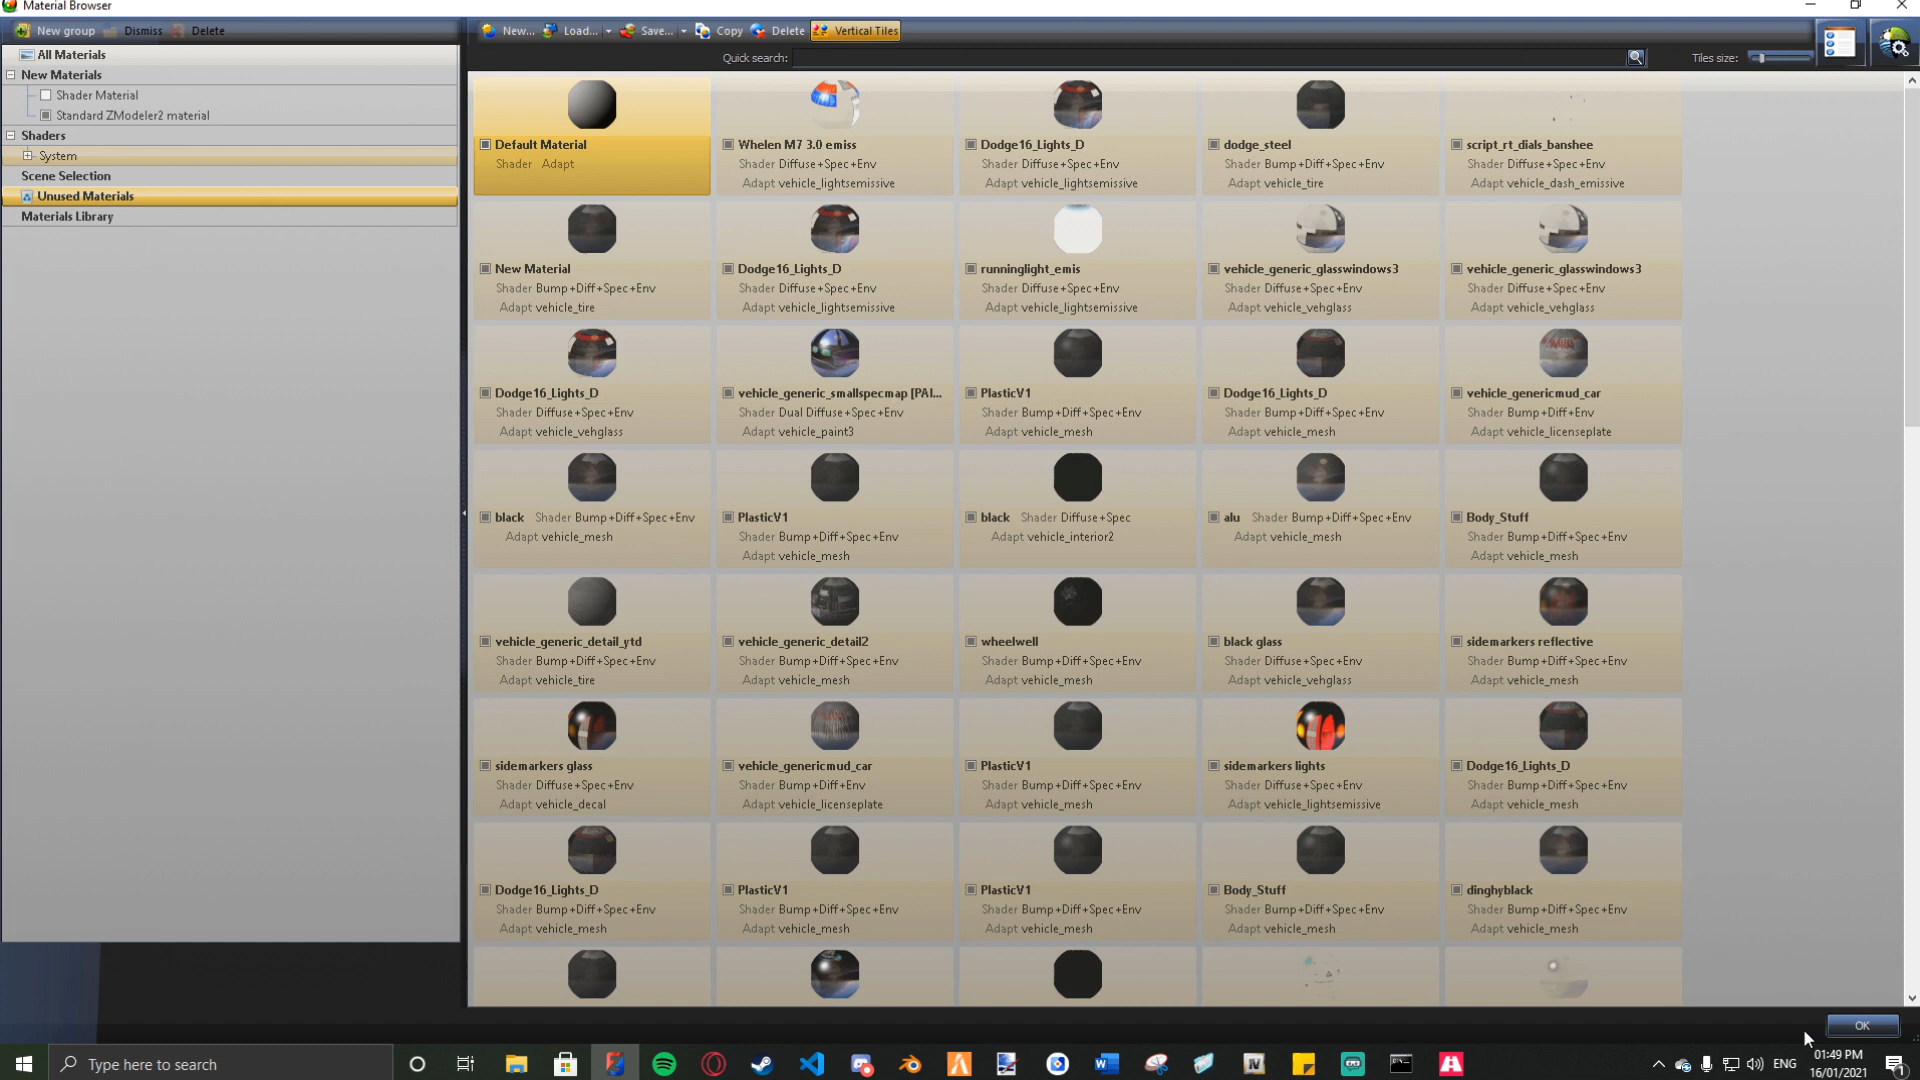 Material Browser
New group Dismiss Delete
New... Load... Save... Copy Delete Vertical Tiles
Quick search: Tiles size:
All Materials
New Materials
Shader Material
Standard ZModeler2 material
Shaders
System
Scene Selection
Unused Materials
Materials Library
Default Material
Shader Adapt
Whelen M7 3.0 emiss
Shader Diffuse+Spec+Env
Adapt vehicle_lightsemissive
Dodge16_Lights_D
Shader Diffuse+Spec+Env
Adapt vehicle_lightsemissive
dodge_steel
Shader Bump+Diff+Spec+Env
Adapt vehicle_tire
script_rt_dials_banshee
Shader Diffuse+Spec+Env
Adapt vehicle_dash_emissive
New Material
Shader Bump+Diff+Spec+Env
Adapt vehicle_tire
Dodge16_Lights_D
Shader Diffuse+Spec+Env
Adapt vehicle_lightsemissive
runninglight_emis
Shader Diffuse+Spec+Env
Adapt vehicle_lightsemissive
vehicle_generic_glasswindows3
Shader Diffuse+Spec+Env
Adapt vehicle_vehglass
vehicle_generic_glasswindows3
Shader Diffuse+Spec+Env
Adapt vehicle_vehglass
Dodge16_Lights_D
Shader Diffuse+Spec+Env
Adapt vehicle_vehglass
vehicle_generic_smallspecmap [PAI...
Shader Dual Diffuse+Spec+Env
Adapt vehicle_paint3
PlasticV1
Shader Bump+Diff+Spec+Env
Adapt vehicle_mesh
Dodge16_Lights_D
Shader Bump+Diff+Spec+Env
Adapt vehicle_mesh
vehicle_genericmud_car
Shader Bump+Diff+Env
Adapt vehicle_licenseplate
black Shader Bump+Diff+Spec+Env
Adapt vehicle_mesh
PlasticV1
Shader Bump+Diff+Spec+Env
Adapt vehicle_mesh
black Shader Diffuse+Spec
Adapt vehicle_interior2
alu Shader Bump+Diff+Spec+Env
Adapt vehicle_mesh
Body_Stuff
Shader Bump+Diff+Spec+Env
Adapt vehicle_mesh
vehicle_generic_detail_ytd
Shader Bump+Diff+Spec+Env
Adapt vehicle_tire
vehicle_generic_detail2
Shader Bump+Diff+Spec+Env
Adapt vehicle_mesh
wheelwell
Shader Bump+Diff+Spec+Env
Adapt vehicle_mesh
black glass
Shader Diffuse+Spec+Env
Adapt vehicle_vehglass
sidemarkers reflective
Shader Bump+Diff+Spec+Env
Adapt vehicle_mesh
sidemarkers glass
Shader Diffuse+Spec+Env
Adapt vehicle_decal
vehicle_genericmud_car
Shader Bump+Diff+Env
Adapt vehicle_licenseplate
PlasticV1
Shader Bump+Diff+Spec+Env
Adapt vehicle_mesh
sidemarkers lights
Shader Diffuse+Spec+Env
Adapt vehicle_lightsemissive
Dodge16_Lights_D
Shader Bump+Diff+Spec+Env
Adapt vehicle_mesh
Dodge16_Lights_D
Shader Bump+Diff+Spec+Env
Adapt vehicle_mesh
PlasticV1
Shader Bump+Diff+Spec+Env
Adapt vehicle_mesh
PlasticV1
Shader Bump+Diff+Spec+Env
Adapt vehicle_mesh
Body_Stuff
Shader Bump+Diff+Spec+Env
Adapt vehicle_mesh
dinghyblack
Shader Bump+Diff+Spec+Env
Adapt vehicle_mesh
OK
Type here to search
ENG
01:49 PM
16/01/2021